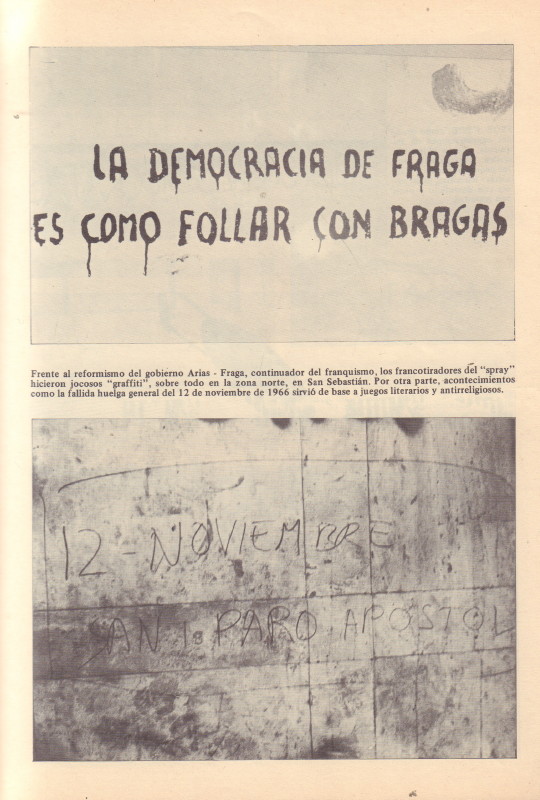 LA DEMOCRACIA DE FRAGA
ES COMO FOLLAR CON BRAGAS
Frente al reformismo del gobierno Arias - Fraga, continuador del franquismo, los francotiradores del "spray"
hicieron jocosos "graffiti", sobre todo en la zona norte, en San Sebastián. Por otra parte, acontecimientos
como la fallida huelga general del 12 de noviembre de 1966 sirvió de base a juegos literarios y antirreligiosos.
12 - NOVIEMBRE
SAN PARO APOSTOL